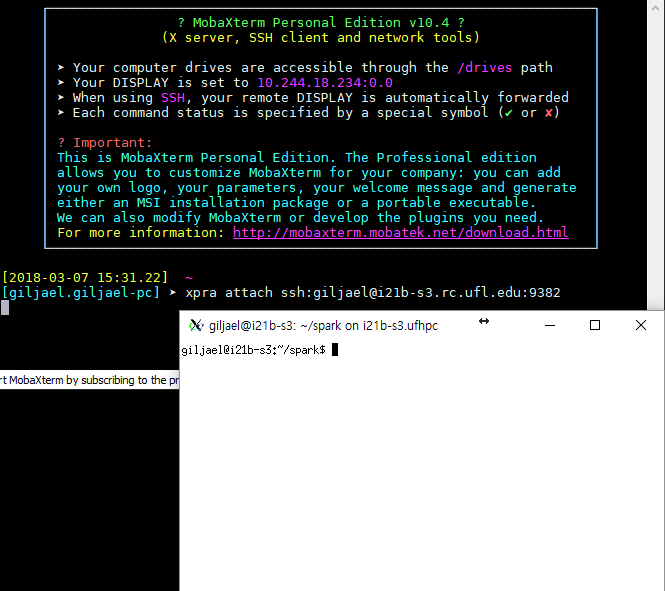 ? MobaXterm Personal Edition v10.4 ?
(X server, SSH client and network tools)
➤ Your computer drives are accessible through the /drives path
➤ Your DISPLAY is set to 10.244.18.234:0.0
➤ When using SSH, your remote DISPLAY is automatically forwarded
➤ Each command status is specified by a special symbol (✔ or ✘)
? Important:
This is MobaXterm Personal Edition. The Professional edition
allows you to customize MobaXterm for your company: you can add
your own logo, your parameters, your welcome message and generate
either an MSI installation package or a portable executable.
We can also modify MobaXterm or develop the plugins you need.
For more information: http://mobaxterm.mobatek.net/download.html
[2018-03-07 15:31.22] ~
[giljael.giljael-pc] ➤ xpra attach ssh:giljael@i21b-s3.rc.ufl.edu:9382
giljael@i21b-s3: ~/spark on i21b-s3.ufhpc
giljael@i21b-s3:~/spark$
rt MobaXterm by subscribing to the pr